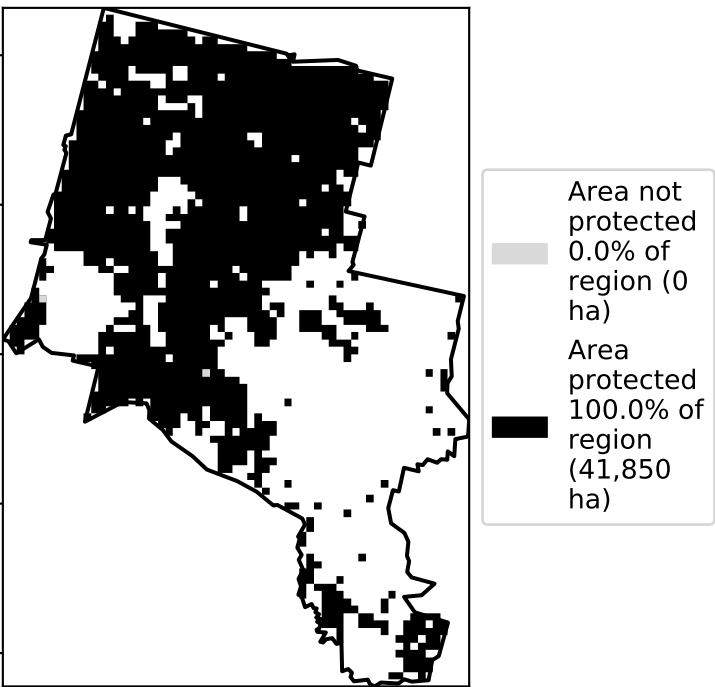 Area not
protected
0.0% of
region (0
ha)
Area
protected
100.0% of
region
(41,850
ha)